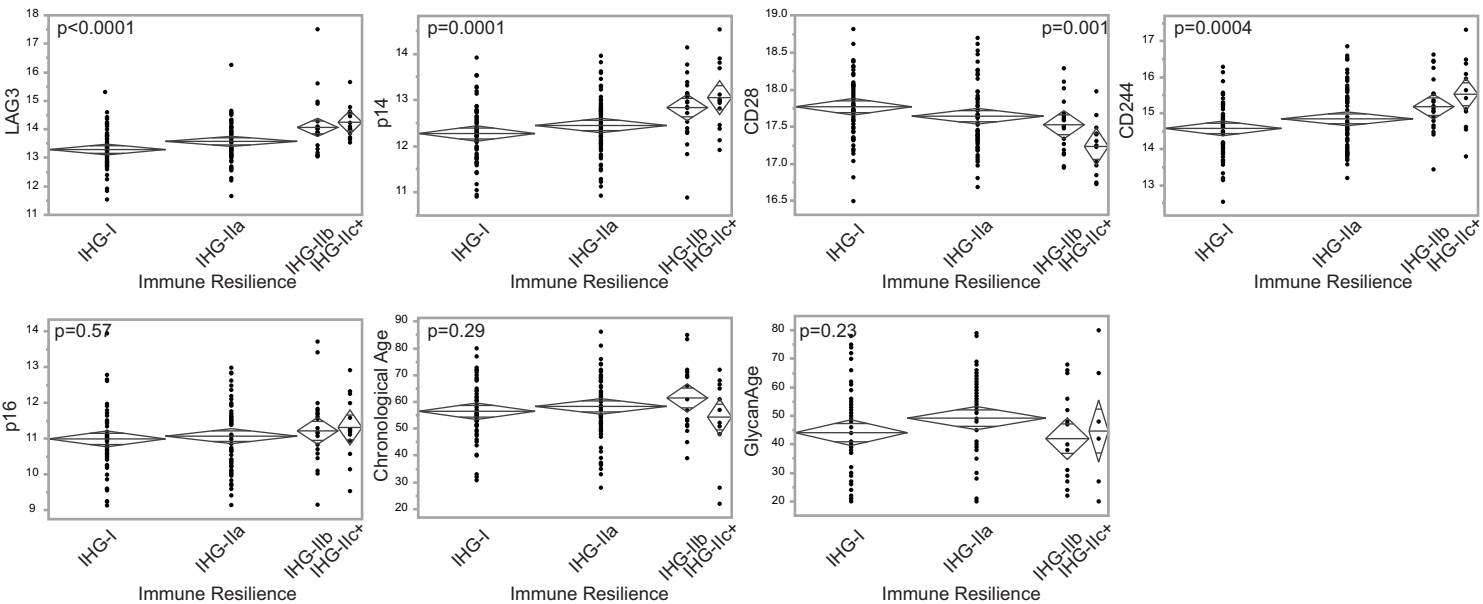 p<0.0001
LAG3
18
17
16
15
14
13
12
11
IHG-I
IHG-IIa
IHG-IIb
IHG-IIc+
Immune Resilience
p=0.0001
p14
14
13
12
11
IHG-I
IHG-IIa
IHG-IIb
IHG-IIc+
Immune Resilience
p=0.001
CD28
19.0
18.5
18.0
17.5
17.0
16.5
IHG-I
IHG-IIa
IHG-IIb
IHG-IIc+
Immune Resilience
p=0.0004
CD244
17
16
15
14
13
IHG-I
IHG-IIa
IHG-IIb
IHG-IIc+
Immune Resilience
p=0.57
p16
14
13
12
11
10
9
IHG-I
IHG-IIa
IHG-IIb
IHG-IIc+
Immune Resilience
p=0.29
Chronological Age
90
80
70
60
50
40
30
20
IHG-I
IHG-IIa
IHG-IIb
IHG-IIc+
Immune Resilience
p=0.23
GlycanAge
80
70
60
50
40
30
20
IHG-I
IHG-IIa
IHG-IIb
IHG-IIc+
Immune Resilience